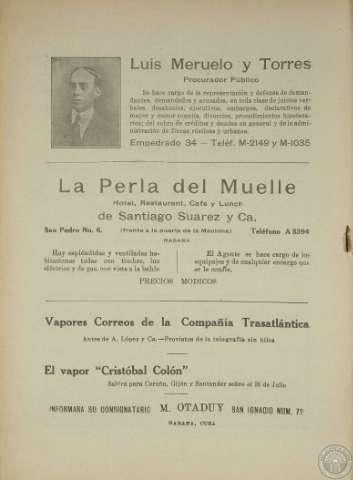 Luis Meruelo y Torres
Procurador Público
Se hace cargo de la representación y defensa de deman-
dantes, demandados y acusados, en toda clase de juicios ver-
bales, desahucios, ejecutivos, embargos, declarativos de
mayor y menor cuantía, divorcios, procedimientos hipoteca-
rios; del cobro de créditos y deudas en general y de la admi-
nistración de fincas rústicas y urbanas.
Empedrado 34 — Teléf. M-2149 y M-1035
La Perla del Muelle
Hotel, Restaurant, Café y Lunch
de Santiago Suarez y Ca.
San Pedro No. 6. (frente a la puerta de la Machina) Teléfono A 5394
HABANA
Hay espléndidas y ventiladas ha-
bitaciones todas con timbre, luz
eléctrica y de gas, con vista a la bahía
El Agente se hace cargo de los
equipajes y de cualquier encargo que
se le confíe.
PRECIOS MODICOS
Vapores Correos de la Compañía Trasatlántica
Antes de A. López y Ca.—Provistos de la telegrafía sin hilos
El vapor "Cristóbal Colón"
Saldrá para Coruña, Gijón y Santander sobre el 20 de Julio
INFORMARA SU CONSIGNATARIO M. OTADUY SAN IGNACIO NUM. 72
HABANA, CUBA